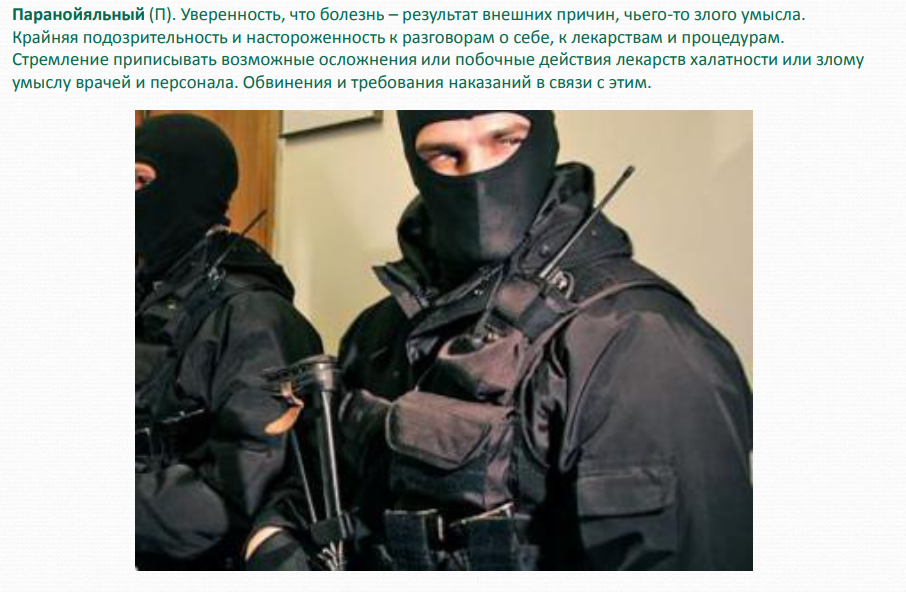 Паранойяльный (П). Уверенность, что болезнь – результат внешних причин, чьего-то злого умысла.
Крайняя подозрительность и настороженность к разговорам о себе, к лекарствам и процедурам.
Стремление приписывать возможные осложнения или побочные действия лекарств халатности или злому
умыслу врачей и персонала. Обвинения и требования наказаний в связи с этим.